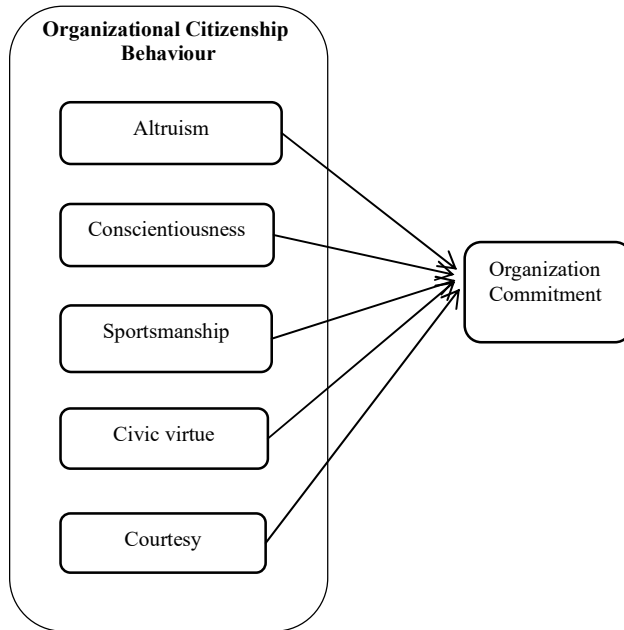 Organizational Citizenship
Behaviour
Altruism
Conscientiousness
Sportsmanship
Civic virtue
Courtesy
Organization
Commitment